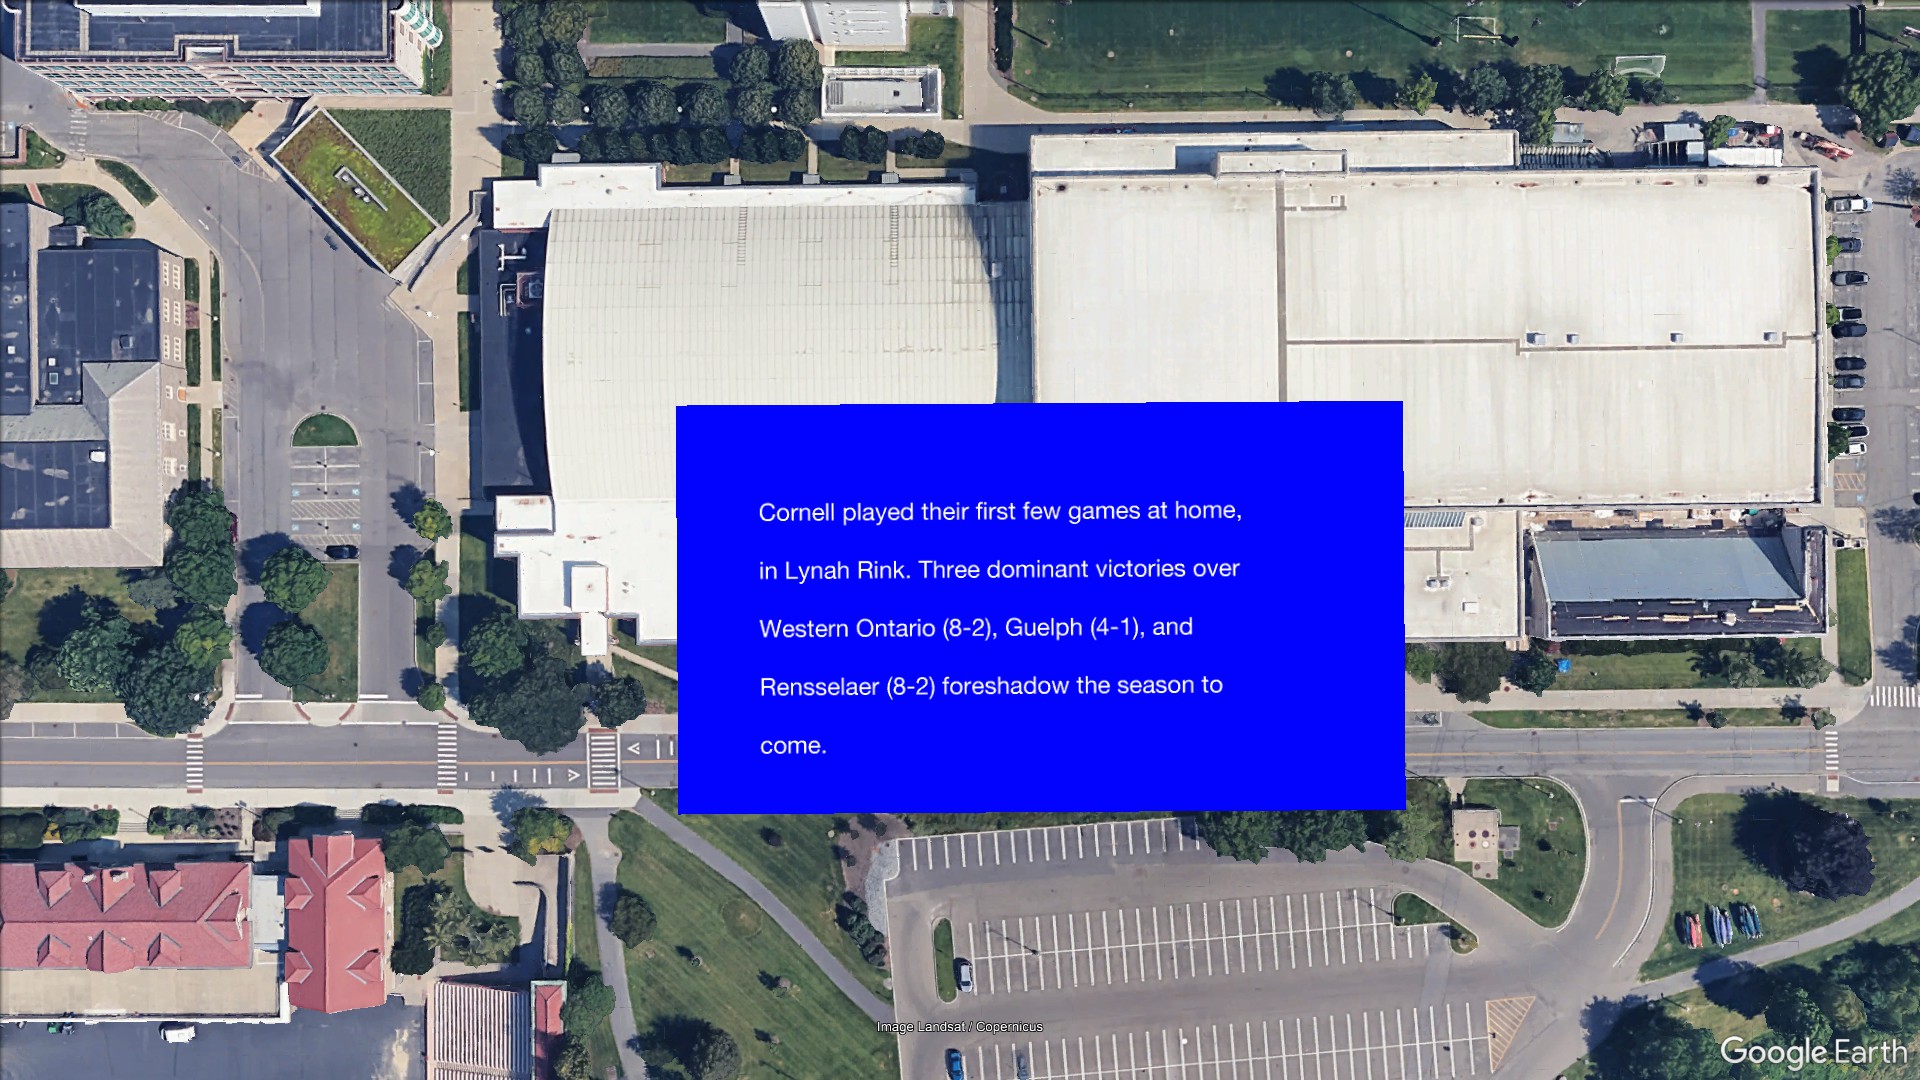 Cornell played their first few games at home,
in Lynah Rink. Three dominant victories over
Western Ontario (8-2), Guelph (4-1), and
Rensselaer (8-2) foreshadow the season to
come.
Image Landsat / Copernicus
Google Earth